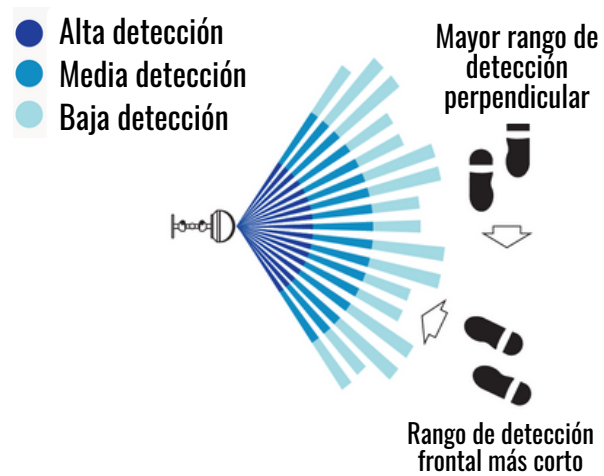 Alta detección
Media detección
Baja detección
Mayor rango de
detección
perpendicular
Rango de detección
frontal más corto